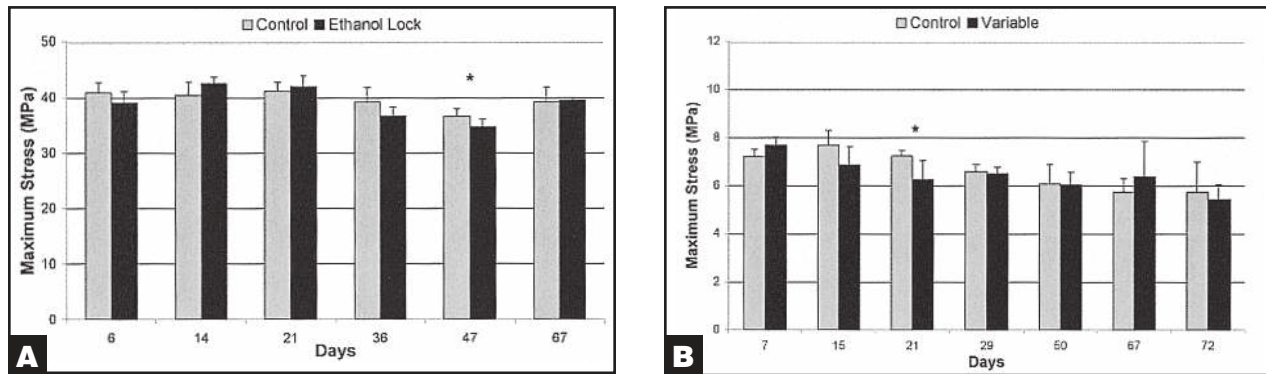 Control Ethanol Lock
Maximum Stress (MPa)
50
40
30
20
10
0
*
6 14 21 36 47 67
Days
A
Control Variable
Maximum Stress (MPa)
12
10
8
6
4
2
0
*
7 15 21 29 50 67 72
Days
B